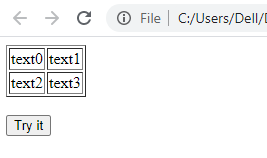 File C:/Users/Dell/
text0 text1
text2 text3
Try it